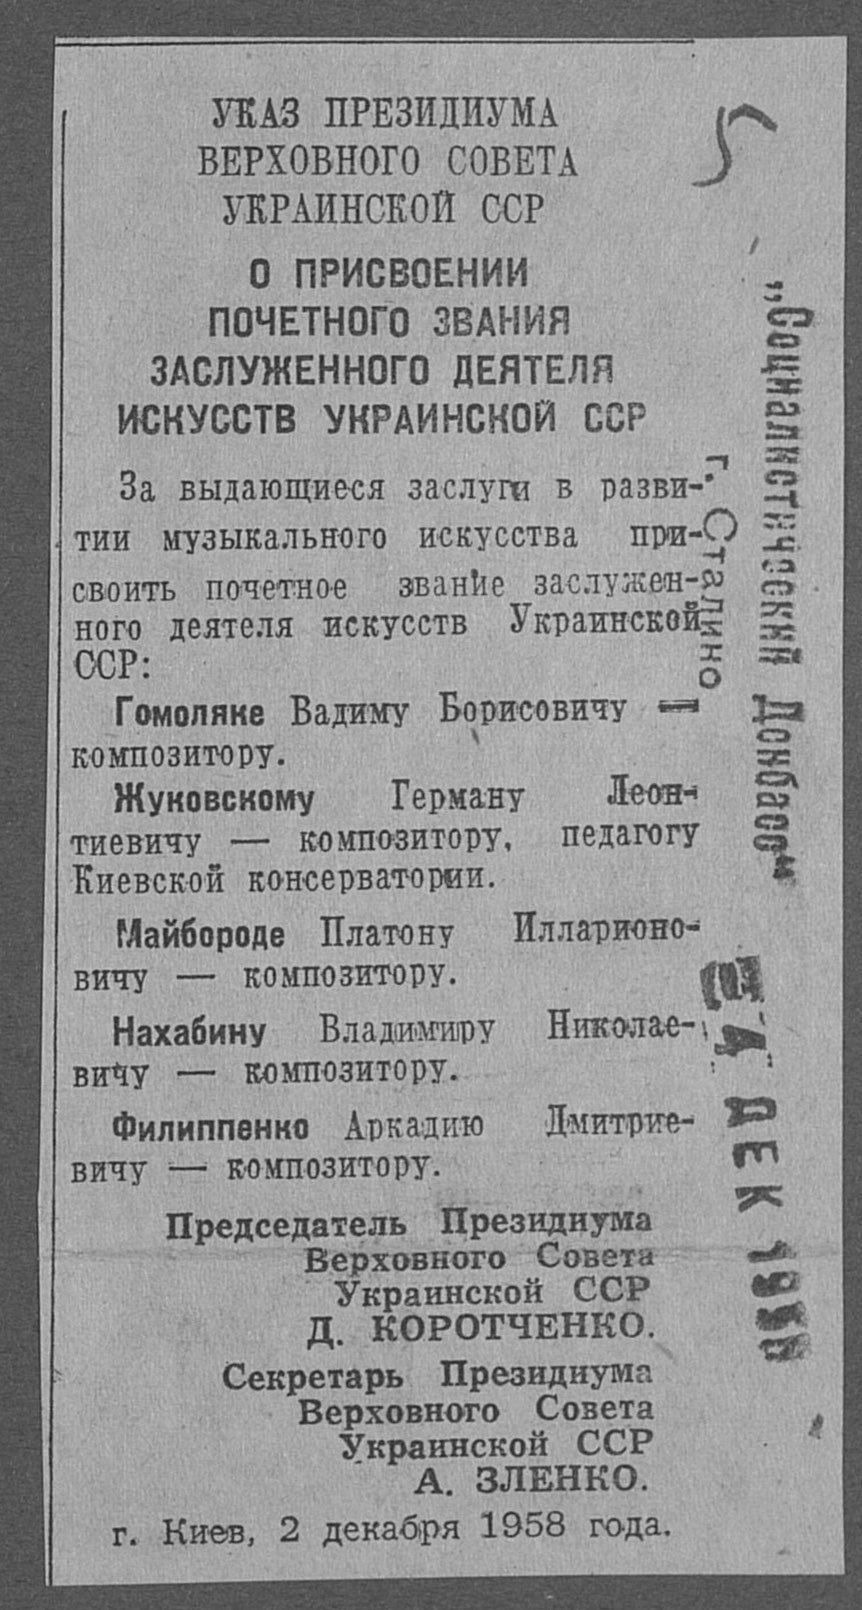 УКАЗ ПРЕЗИДИУМА
ВЕРХОВНОГО СОВЕТА
УКРАИНСКОЙ ССР
О ПРИСВОЕНИИ
ПОЧЕТНОГО ЗВАНИЯ
ЗАСЛУЖЕННОГО ДЕЯТЕЛЯ
ИСКУССТВ УКРАИНСКОЙ ССР
За выдающиеся заслуги в разви-
тии музыкального искусства при-
своить почетное звание заслужен-
ного деятеля искусств Украинской
ССР:
Гомоляке Вадиму Борисовичу —
композитору.
Жуковскому Герману Леон-
тиевичу — композитору, педагогу
Киевской консерватории.
Майбороде Платону Илларионо-
вичу — композитору.
Нахабину Владимиру Николае-
вичу — композитору.
Филиппенко Аркадию Дмитрие-
вичу — композитору.
Председатель Президиума
Верховного Совета
Украинской ССР
Д. КОРОТЧЕНКО.
Секретарь Президиума
Верховного Совета
Украинской ССР
А. ЗЛЕНКО.
г. Киев, 2 декабря 1958 года.
5
„Социалистический Донбасс"
г. Сталино
ДЕК 1958